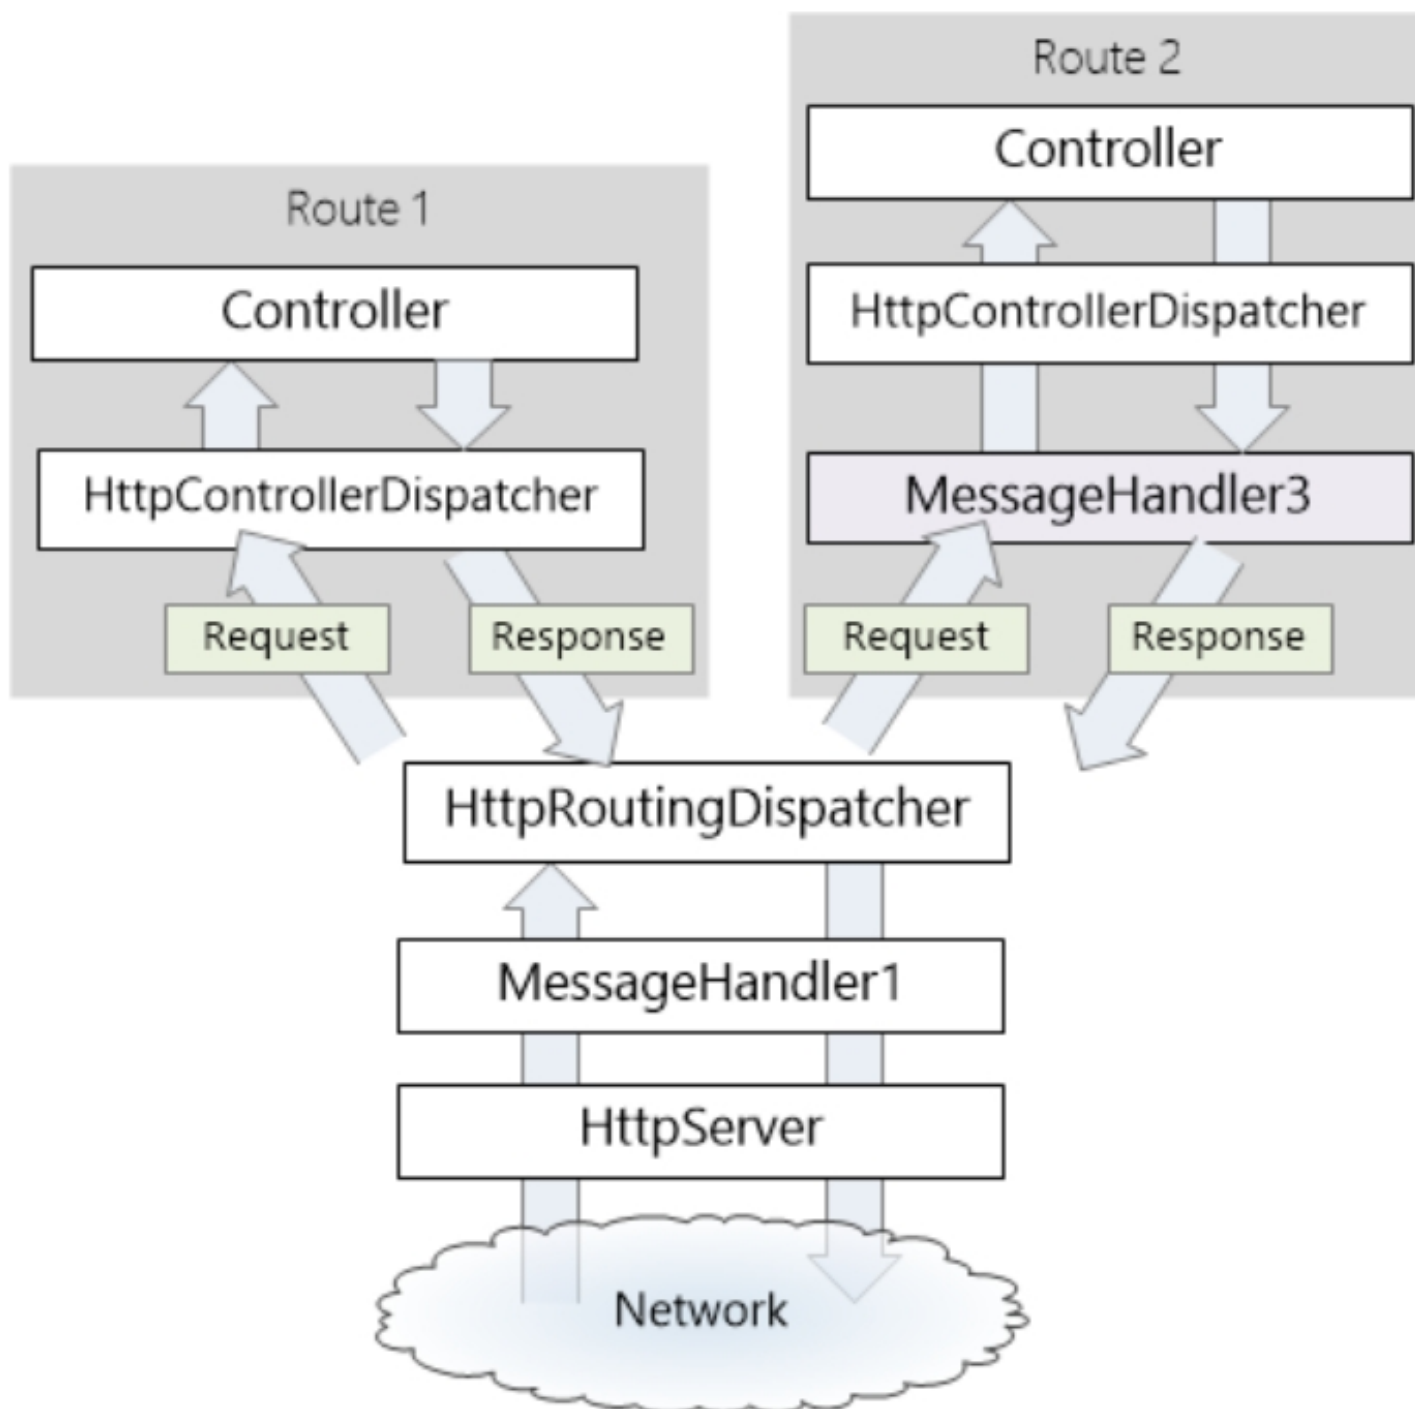 Route 2
Controller
Route 1
Controller
HttpControllerDispatcher
HttpControllerDispatcher
MessageHandler3
Request
Response
Request
Response
HttpRoutingDispatcher
MessageHandler1
HttpServer
Network